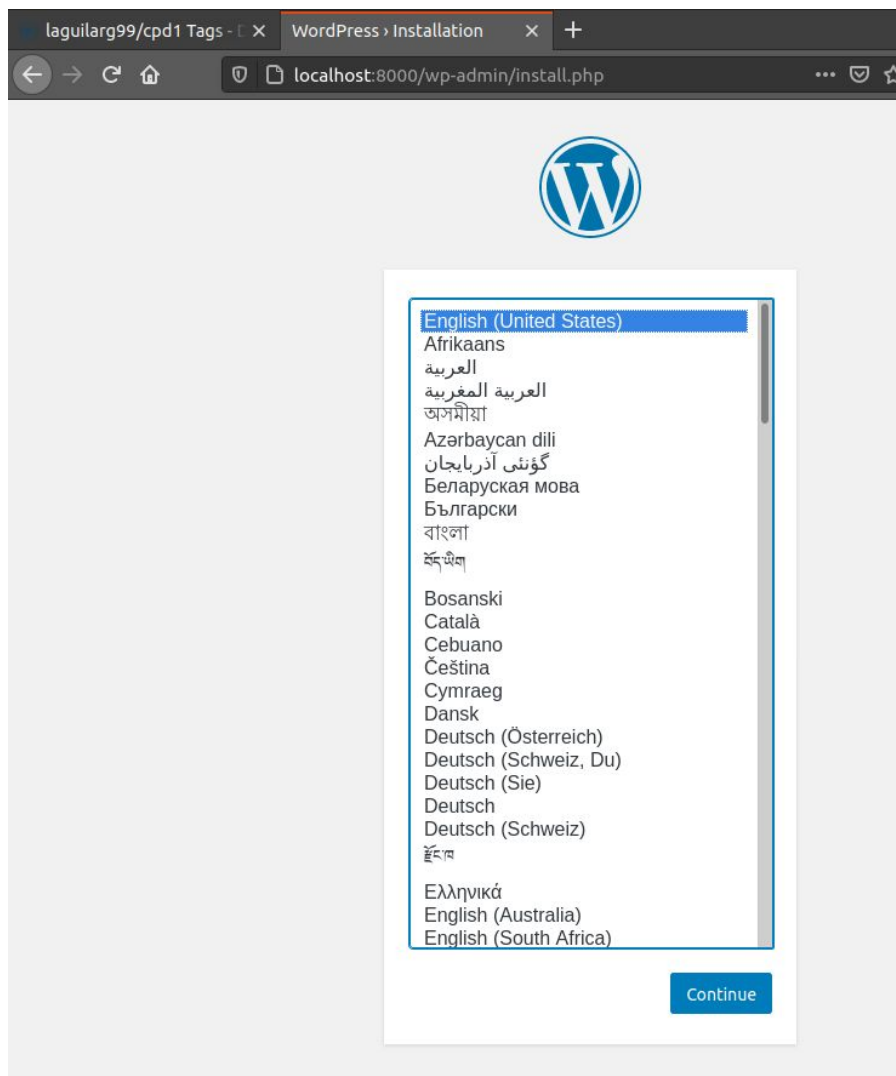 laguilarg99/cpd1 Tags - D
WordPress › Installation
localhost:8000/wp-admin/install.php
English (United States)
Afrikaans
العربية
العربية المغربية
অসমীয়া
Azərbaycan dili
گؤنئی آذربایجان
Беларуская мова
Български
বাংলা
བོད་ཡིག
Bosanski
Català
Cebuano
Čeština
Cymraeg
Dansk
Deutsch (Österreich)
Deutsch (Schweiz, Du)
Deutsch (Sie)
Deutsch
Deutsch (Schweiz)
རྫོང་ཁ
Ελληνικά
English (Australia)
English (South Africa)
Continue